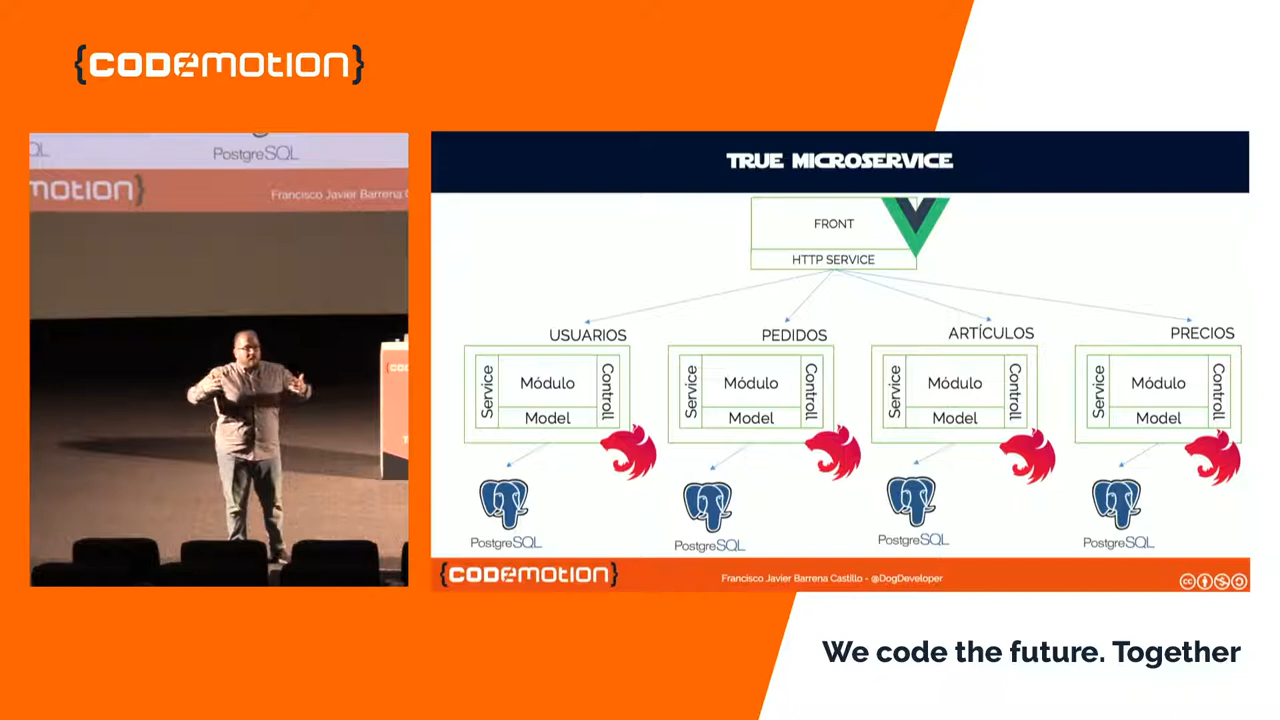 {CODEMOTION}
QL
PostgreSQL
MOTION}
Francisco Javier Barrena C
TRUE MICROSERVICE
FRONT
HTTP SERVICE
USUARIOS
PEDIDOS
ARTÍCULOS
PRECIOS
Service
Módulo
Controll
Model
Service
Módulo
Controll
Model
Service
Módulo
Controll
Model
Service
Módulo
Controll
Model
PostgreSQL
PostgreSQL
PostgreSQL
PostgreSQL
{CODEMOTION}
Francisco Javier Barrena Castillo - @DogDeveloper
cc
We code the future. Together